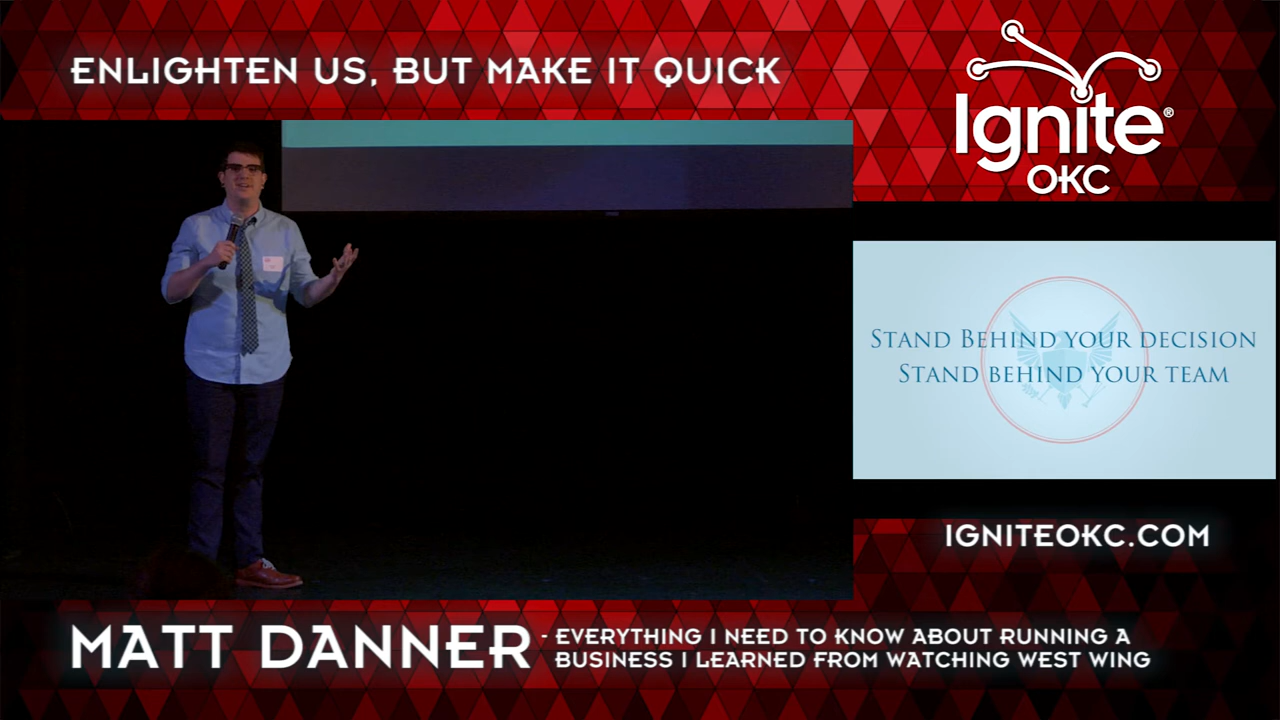 ENLIGHTEN US, BUT MAKE IT QUICK
Ignite®
OKC
STAND BEHIND YOUR DECISION
STAND BEHIND YOUR TEAM
IGNITEOKC.COM
MATT DANNER
- EVERYTHING I NEED TO KNOW ABOUT RUNNING A
BUSINESS I LEARNED FROM WATCHING WEST WING